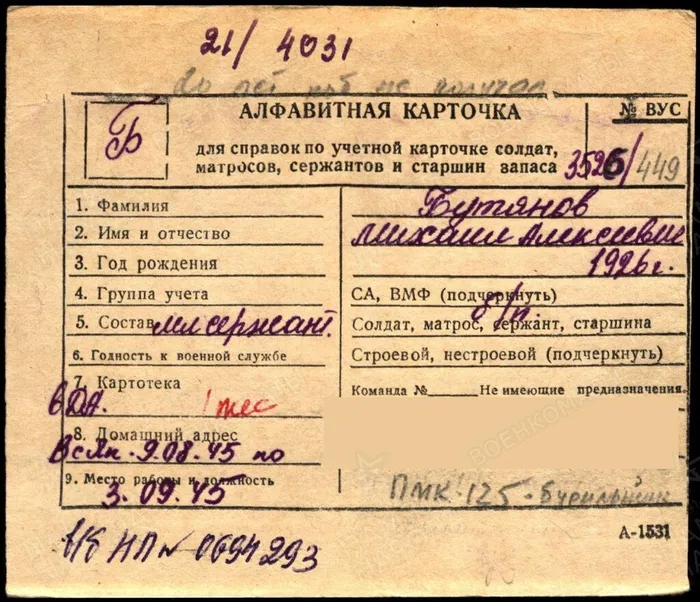 21/ 4031
АЛФАВИТНАЯ КАРТОЧКА
Б
№ ВУС
для справок по учетной карточке солдат,
матросов, сержантов и старшин запаса
3526/449
1. Фамилия
Бутянов
2. Имя и отчество
Михаил Алексеевич
3. Год рождения
1926 г.
4. Группа учета
СА, ВМФ (подчеркнуть)
5. Состав
мл сержант.
б/п.
Солдат, матрос, сержант, старшина
6. Годность к военной службе
Строевой, нестроевой (подчеркнуть)
7. Картотека
Команда № Не имеющие предназначения
8. Домашний адрес
9.08.45 по
9. Место работы и должность
3.09.45
ПМК-125-Бурильщик
А-1531
в/б НП № 0694293